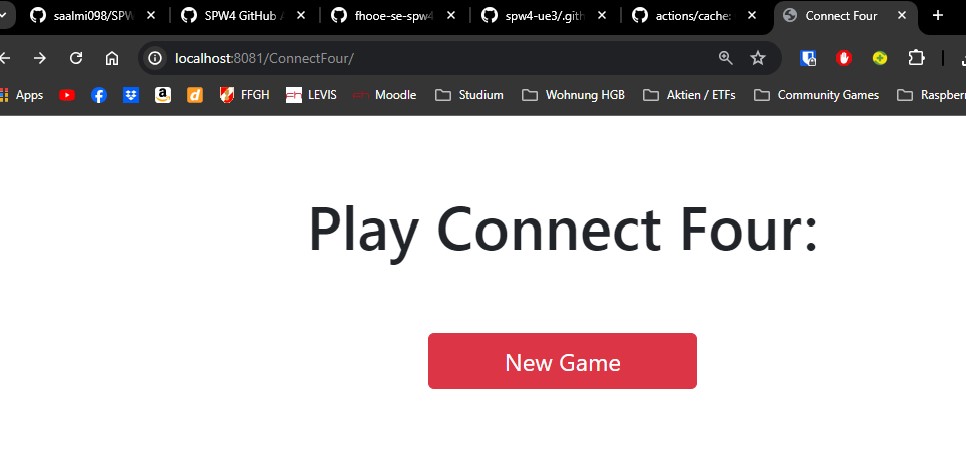 saalmi098/SPW
SPW4 GitHub A
fhooe-se-spw4
spw4-ue3/.gith
actions/cache:
Connect Four
localhost:8081/ConnectFour/
Apps
FFGH
LEVIS
Moodle
Studium
Wohnung HGB
Aktien / ETFs
Community Games
Raspberr
Play Connect Four:
New Game